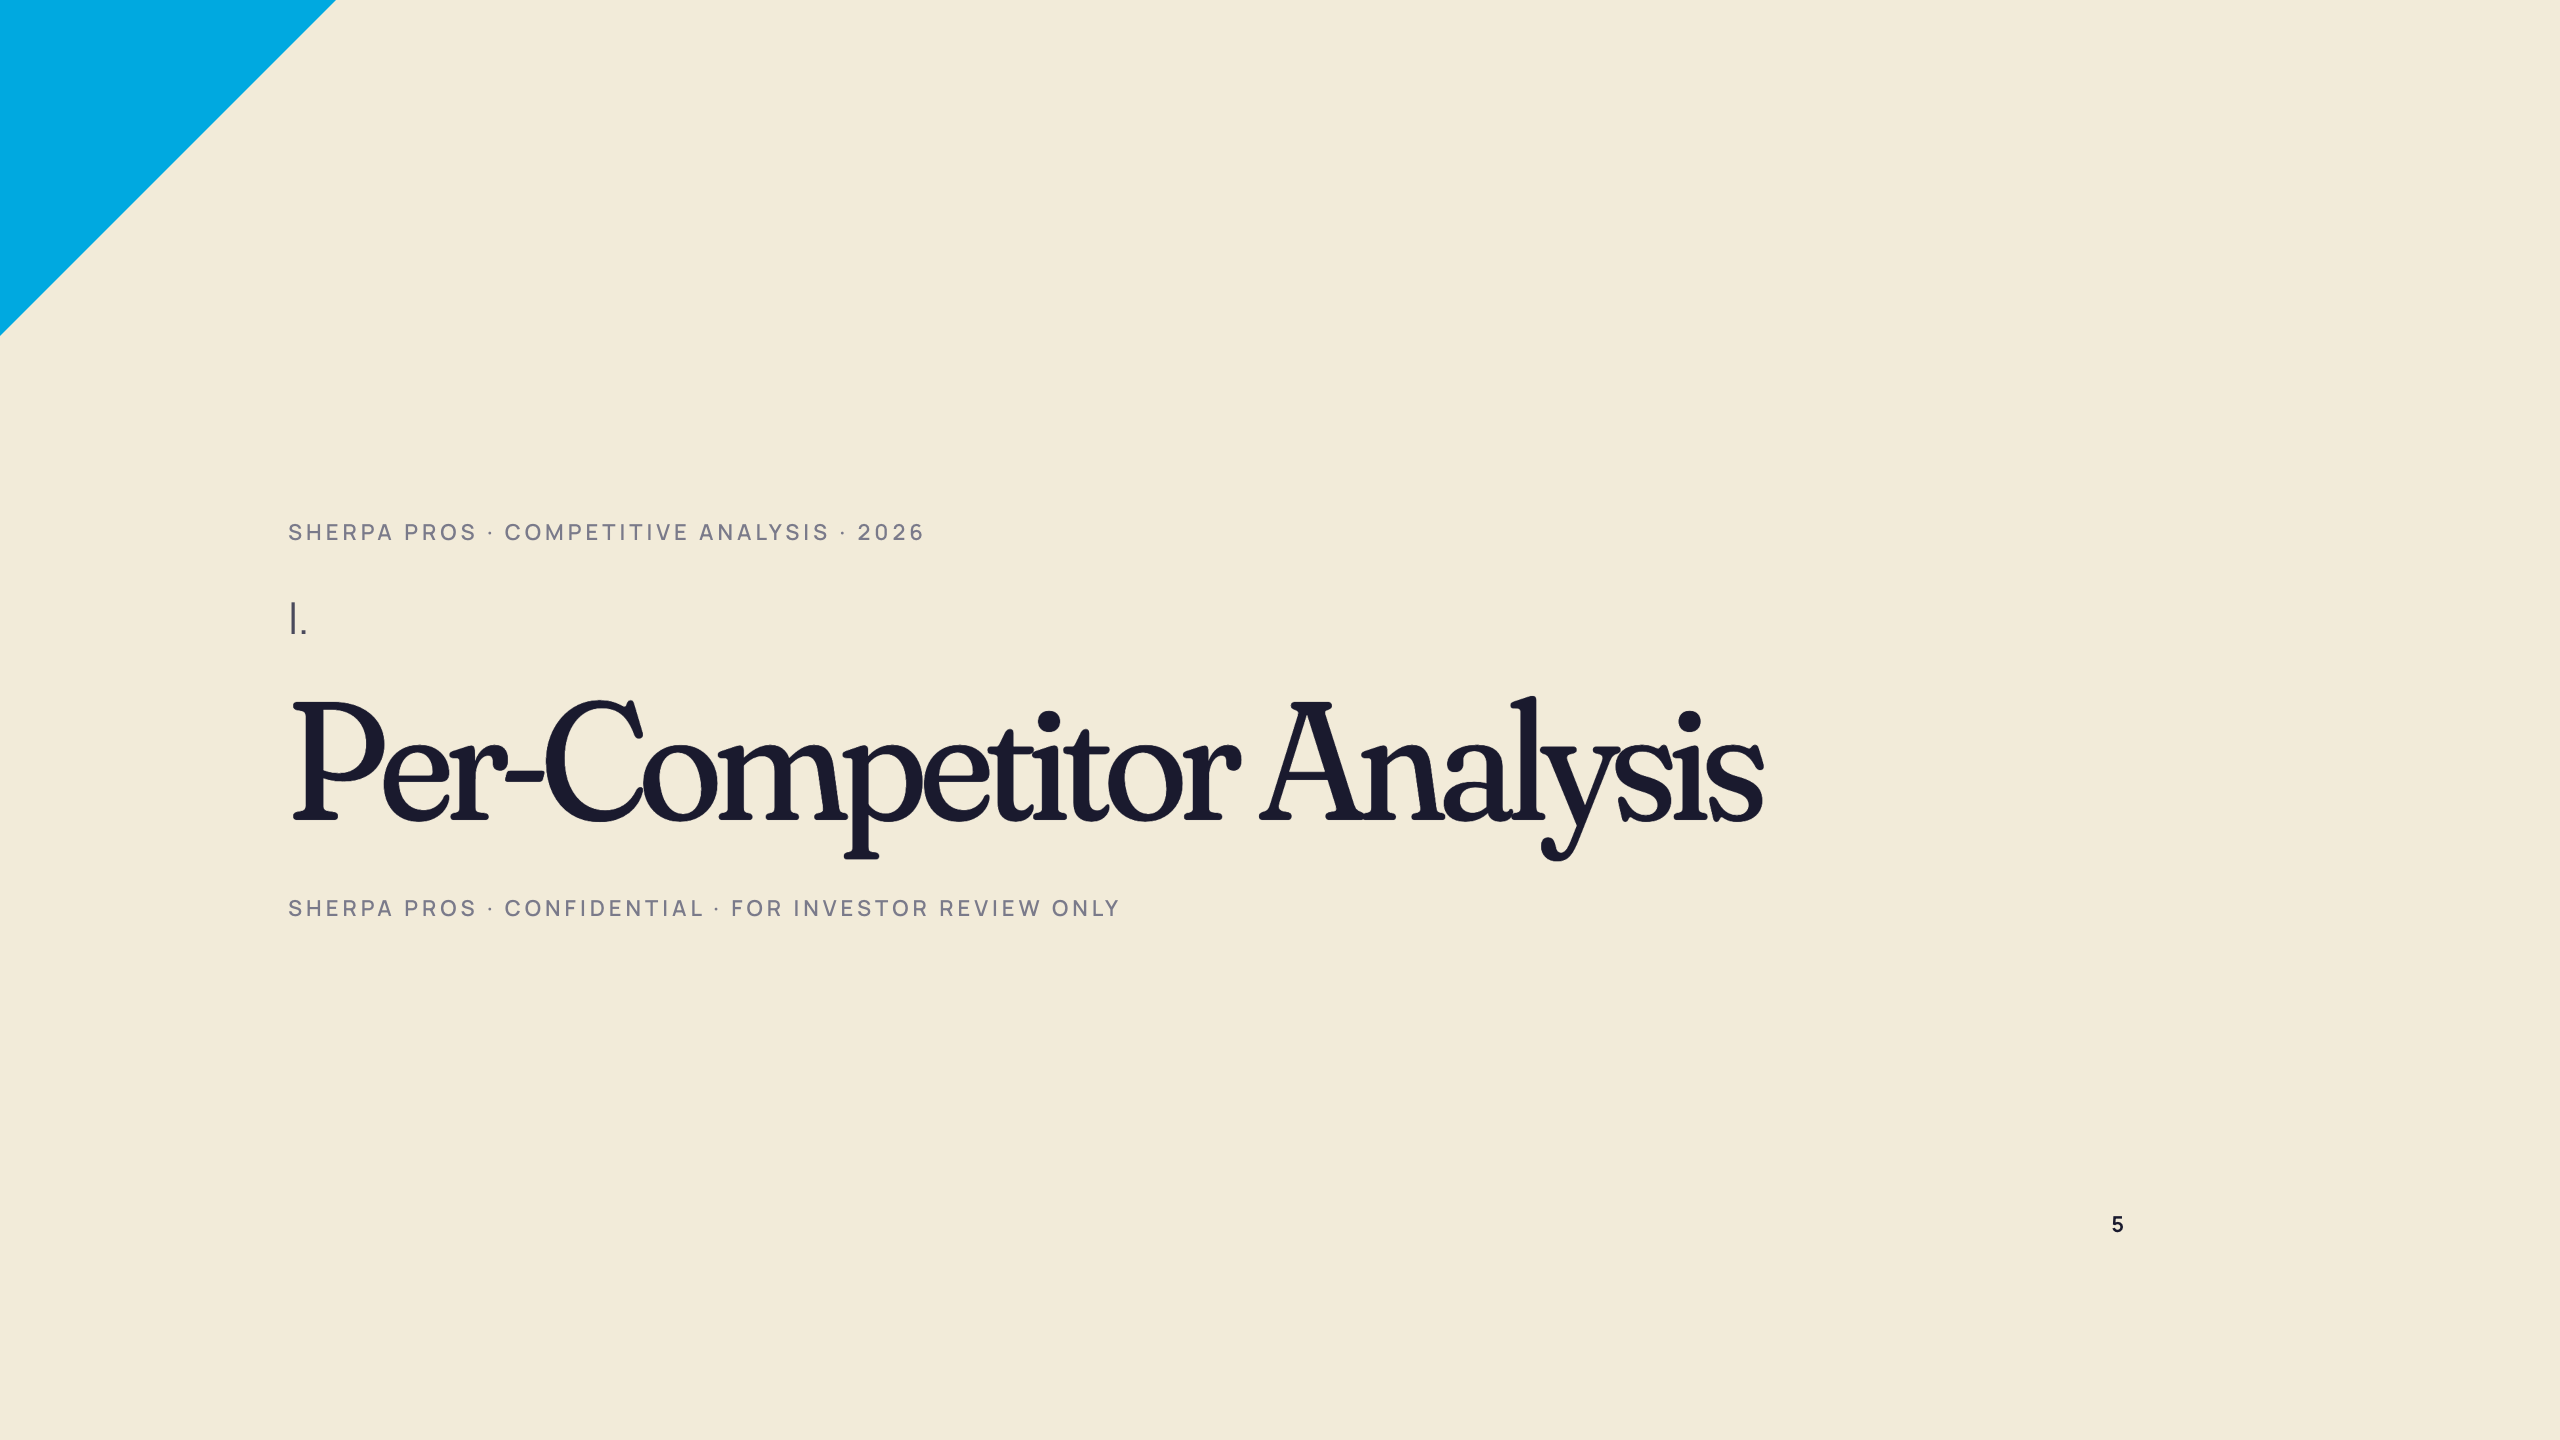 SHERPA PROS · COMPETITIVE ANALYSIS · 2026
I.
Per-Competitor Analysis
SHERPA PROS · CONFIDENTIAL · FOR INVESTOR REVIEW ONLY
5